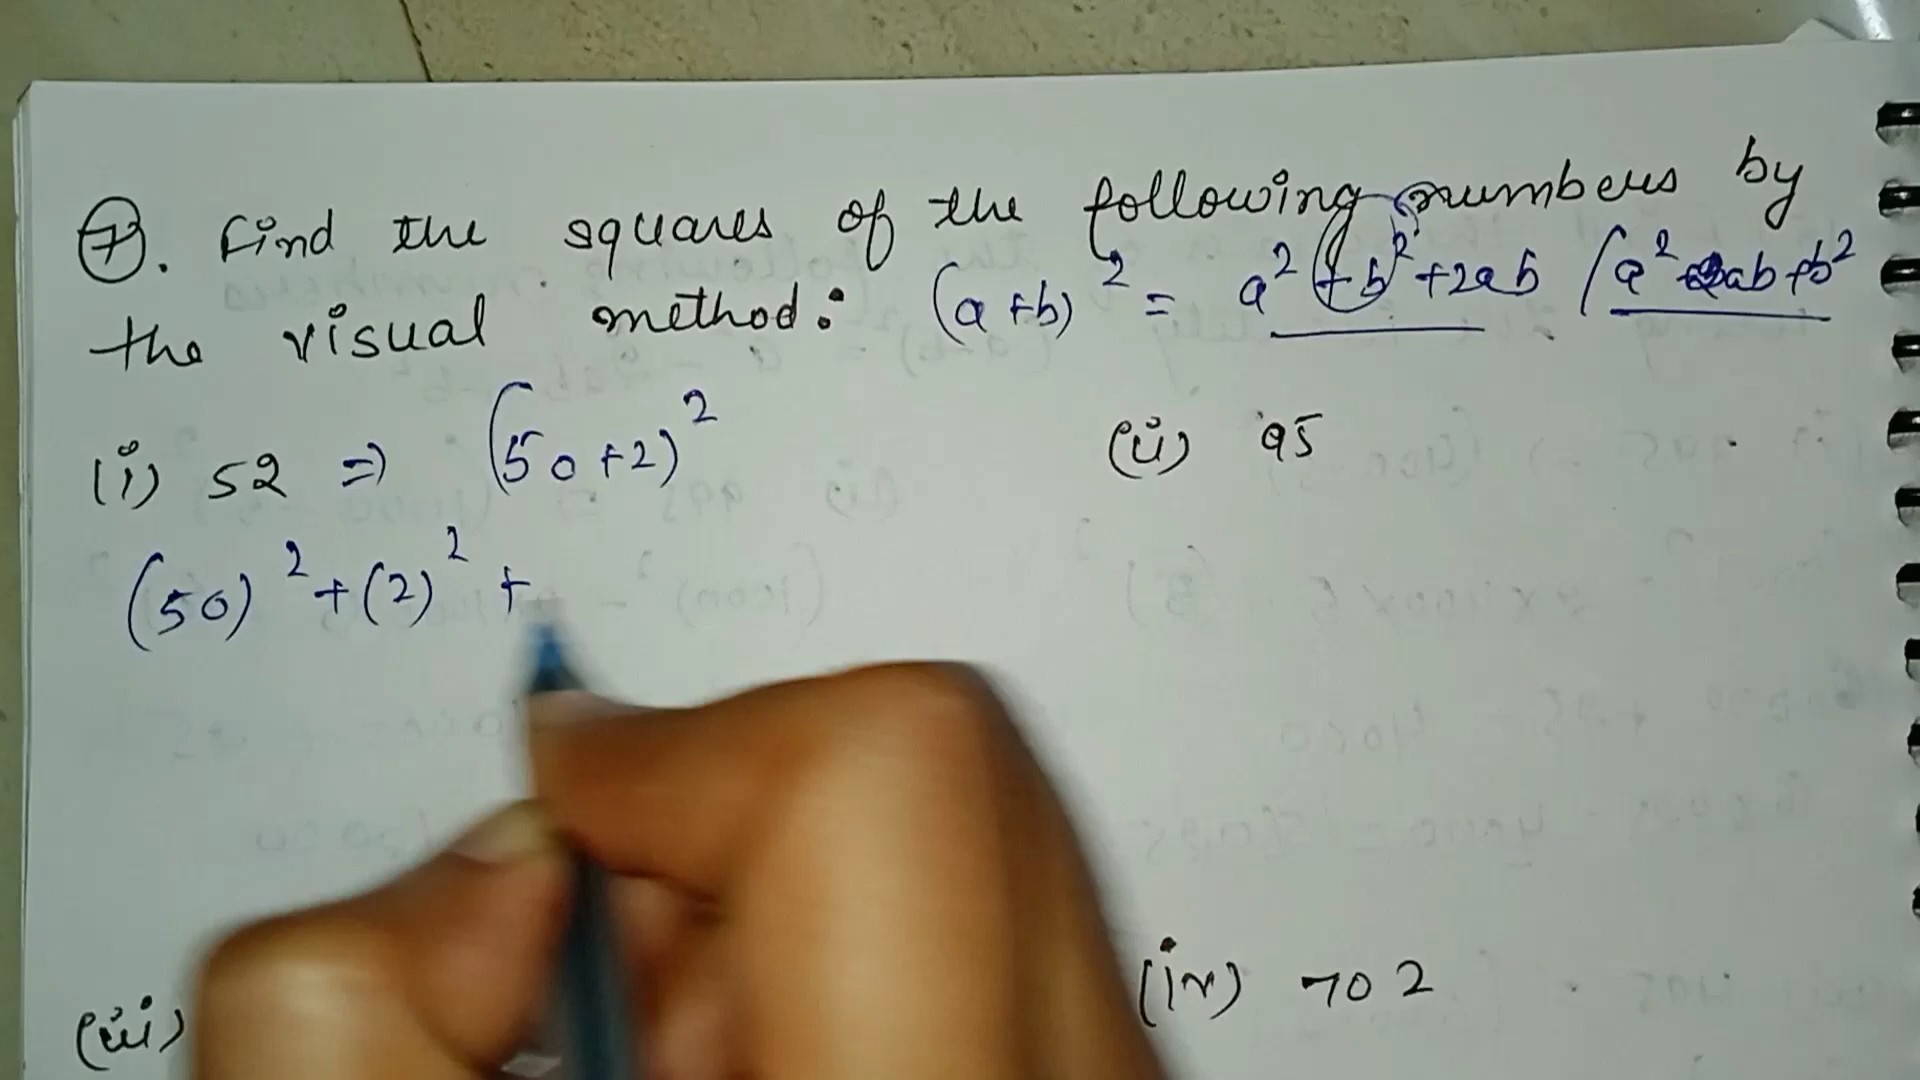 7. Find the squares of the following numbers by
the visual method: (a+b)² = a²+b²+2ab / a²+2ab+b²
(i) 52 ⇒ (50+2)² (ii) 95
(50)² + (2)² +
(iii) (iv) 702